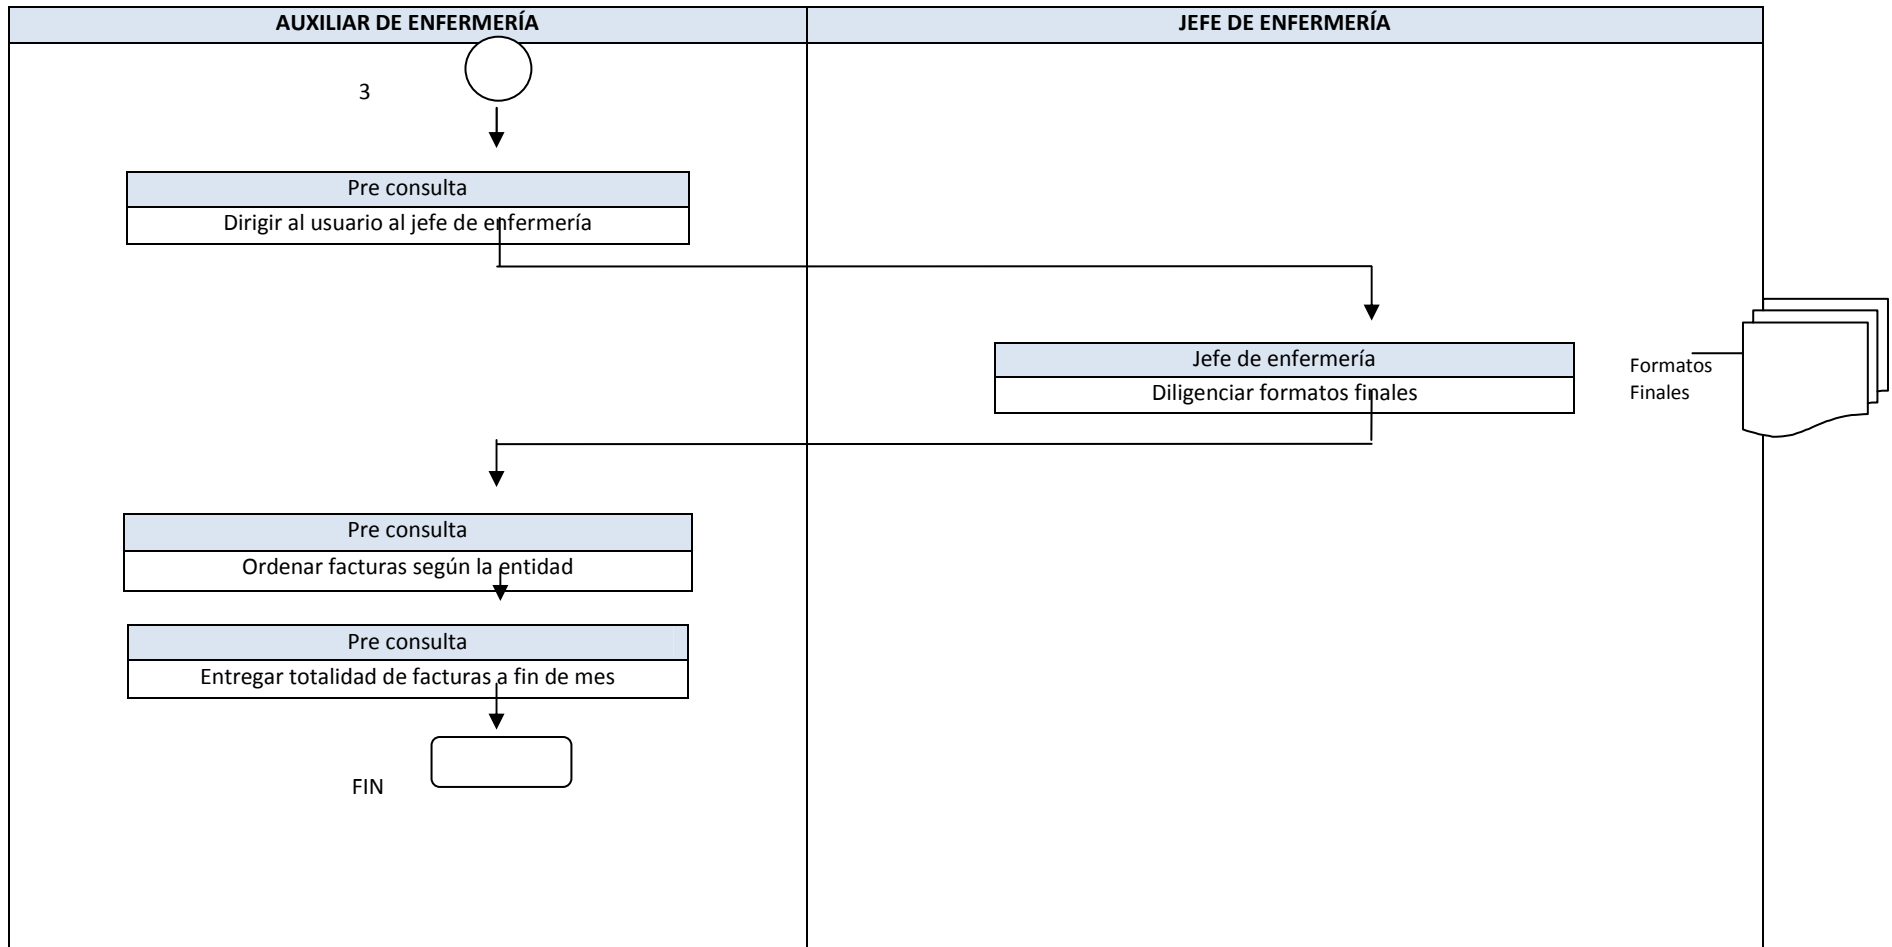 AUXILIAR DE ENFERMERÍA
JEFE DE ENFERMERÍA
3
Pre consulta
Dirigir al usuario al jefe de enfermería
Jefe de enfermería
Diligenciar formatos finales
Formatos
Finales
Pre consulta
Ordenar facturas según la entidad
Pre consulta
Entregar totalidad de facturas a fin de mes
FIN